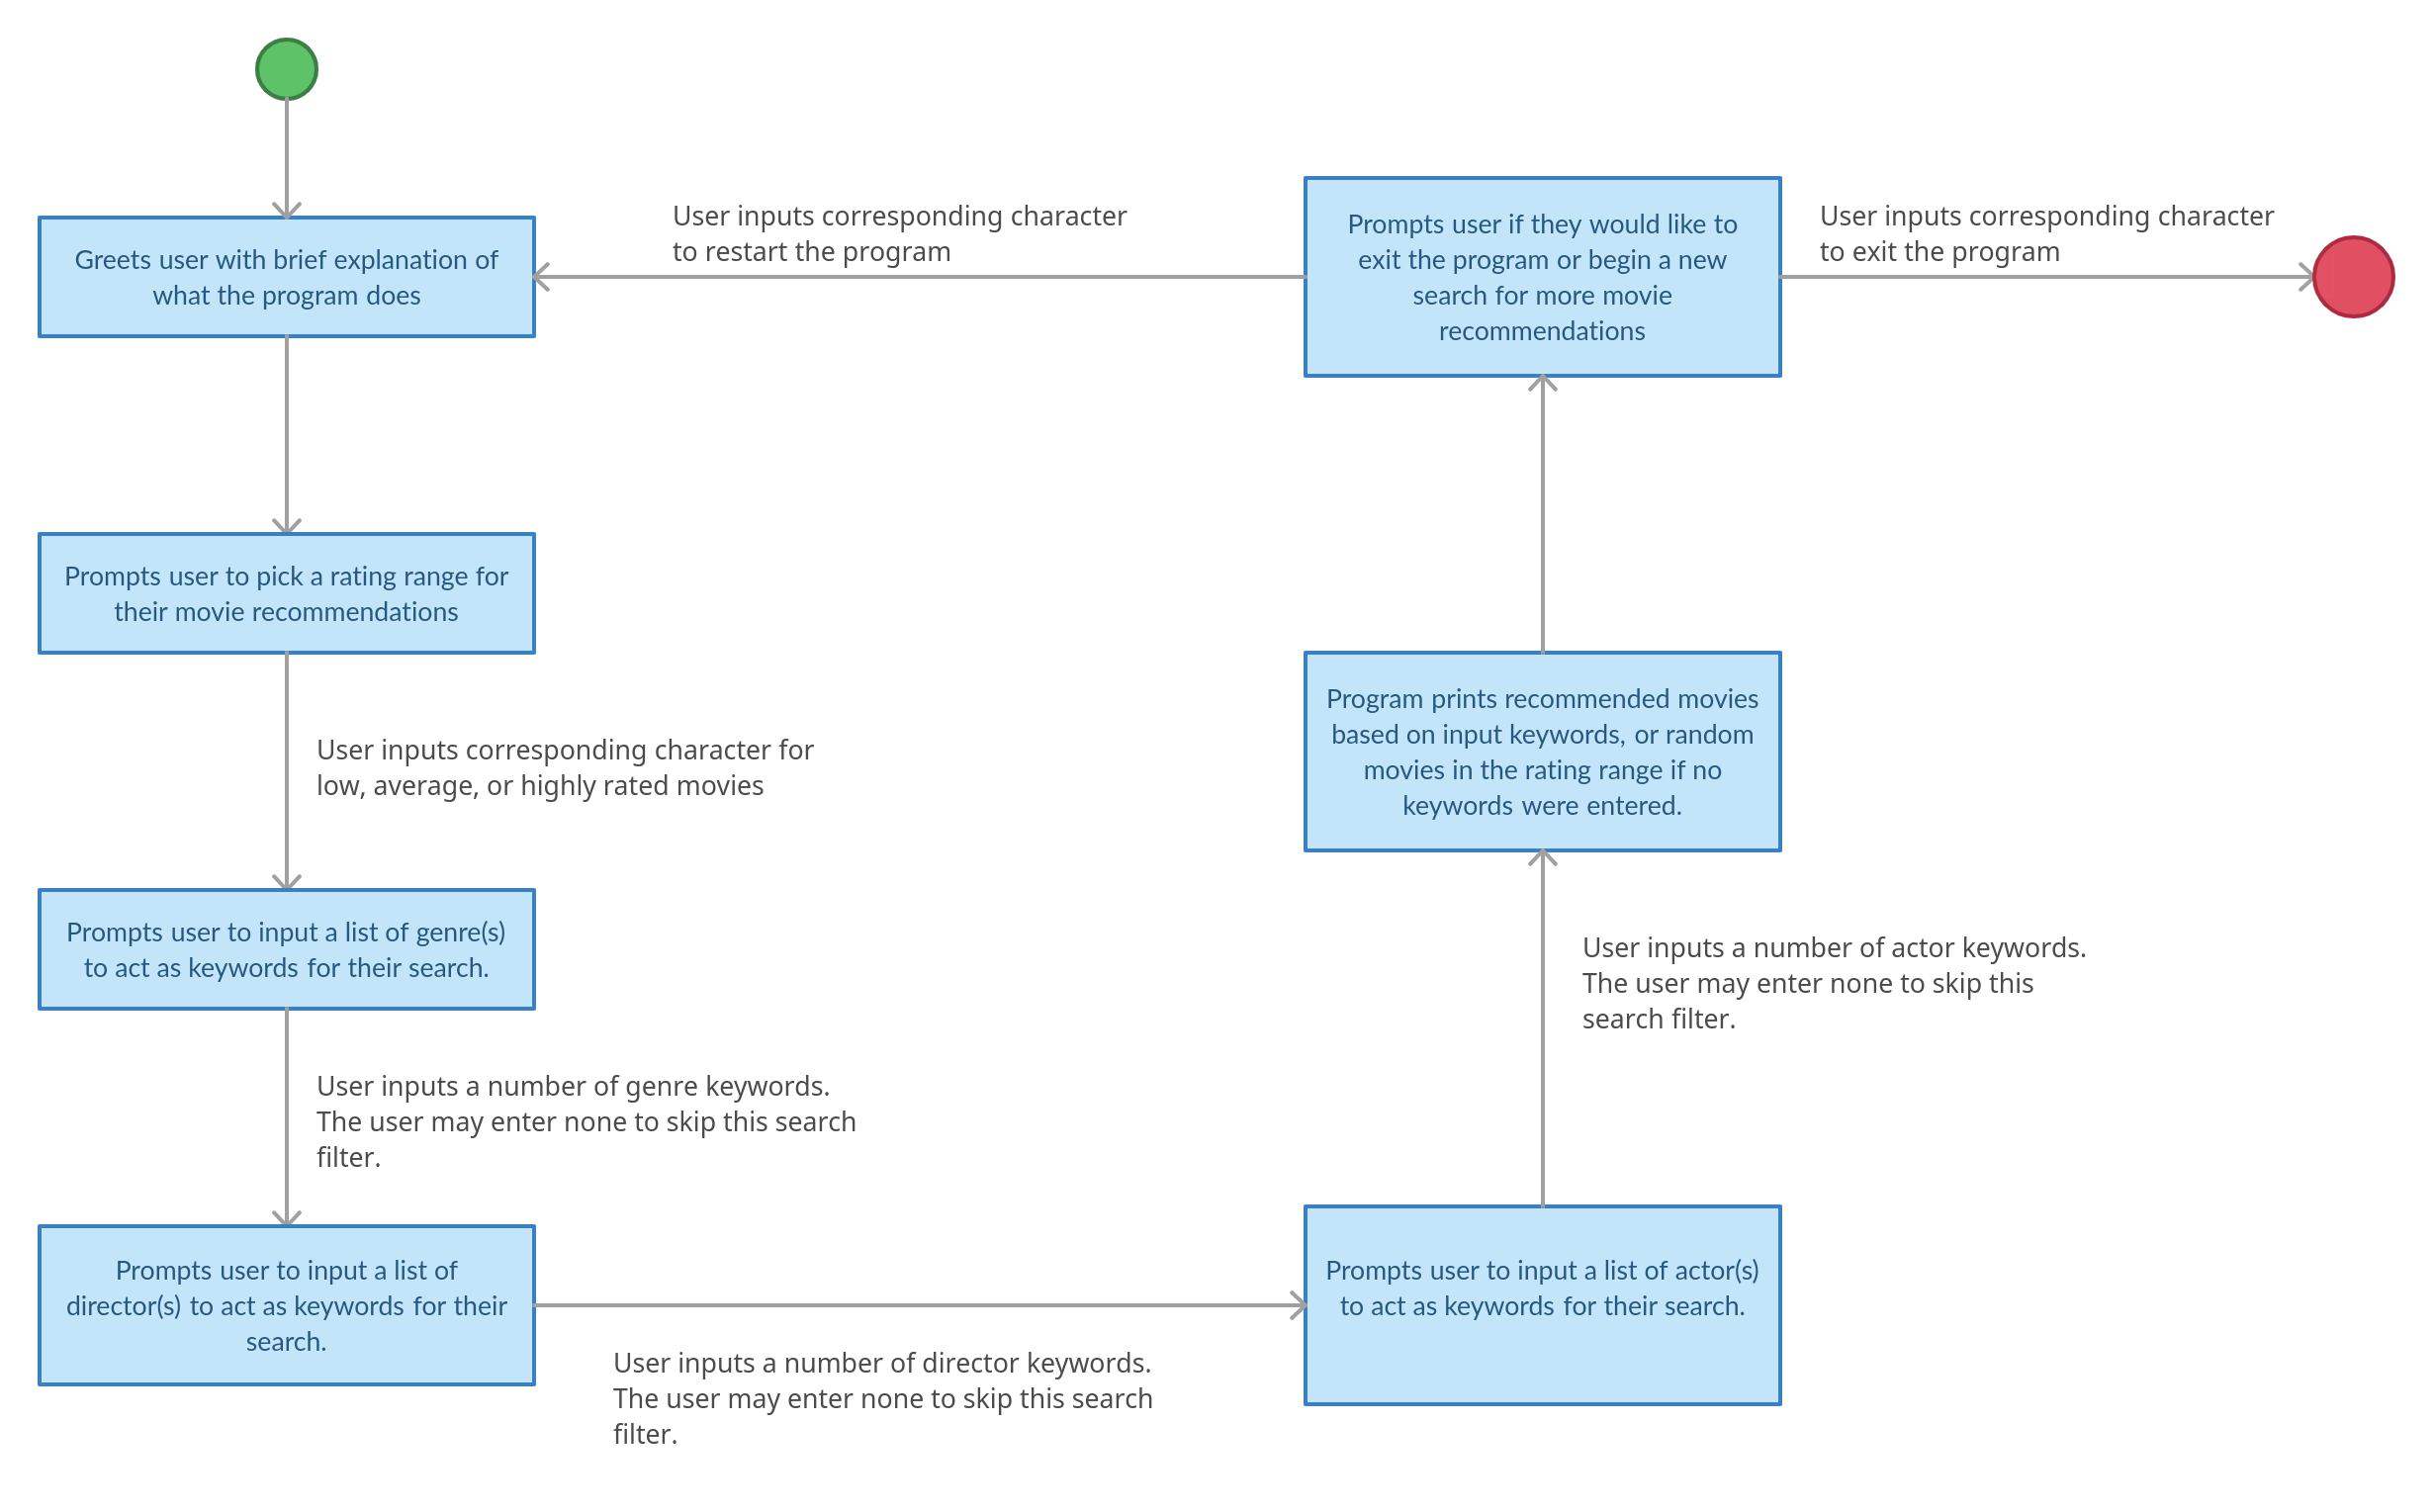 Greets user with brief explanation of
what the program does
User inputs corresponding character
to restart the program
Prompts user if they would like to
exit the program or begin a new
search for more movie
recommendations
User inputs corresponding character
to exit the program
Prompts user to pick a rating range for
their movie recommendations
User inputs corresponding character for
low, average, or highly rated movies
Prompts user to input a list of genre(s)
to act as keywords for their search.
User inputs a number of genre keywords.
The user may enter none to skip this search
filter.
Prompts user to input a list of
director(s) to act as keywords for their
search.
User inputs a number of director keywords.
The user may enter none to skip this search
filter.
Prompts user to input a list of actor(s)
to act as keywords for their search.
User inputs a number of actor keywords.
The user may enter none to skip this
search filter.
Program prints recommended movies
based on input keywords, or random
movies in the rating range if no
keywords were entered.